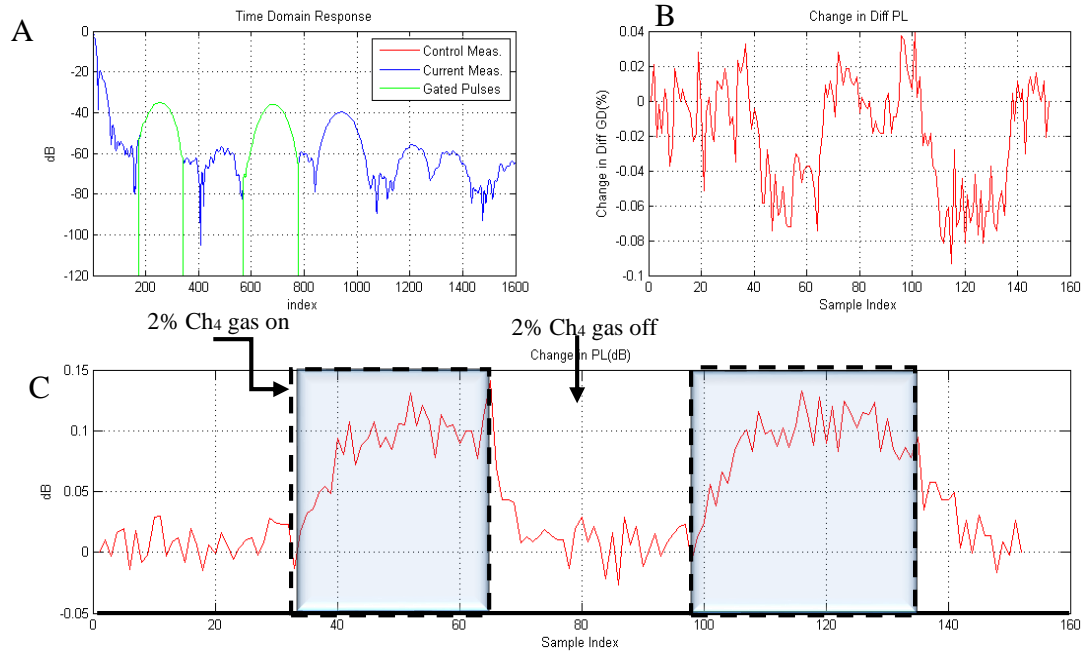 A
Time Domain Response
0
-20
-40
-60
-80
-100
-120
dB
200 400 600 800 1000 1200 1400 1600
index
Control Meas.
Current Meas.
Gated Pulses
B
Change in Diff PL
0.04
0.02
0
-0.02
-0.04
-0.06
-0.08
-0.1
Change in Diff GD(%)
0 20 40 60 80 100 120 140 160
Sample Index
2% Ch4 gas on
2% Ch4 gas off
C
Change in PL(dB)
0.15
0.1
0.05
0
-0.05
dB
0 20 40 60 80 100 120 140 160
Sample Index